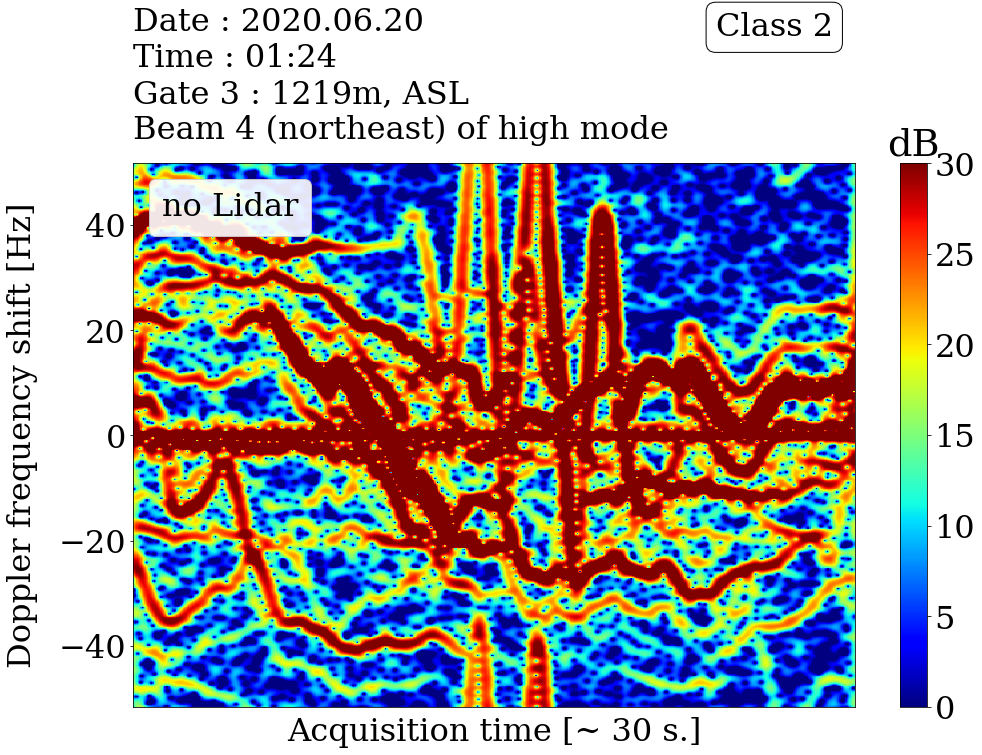 Date : 2020.06.20
Time : 01:24
Gate 3 : 1219m, ASL
Beam 4 (northeast) of high mode
Class 2
no Lidar
dB
30
25
20
15
10
5
0
Doppler frequency shift [Hz]
40
20
0
−20
−40
Acquisition time [~ 30 s.]